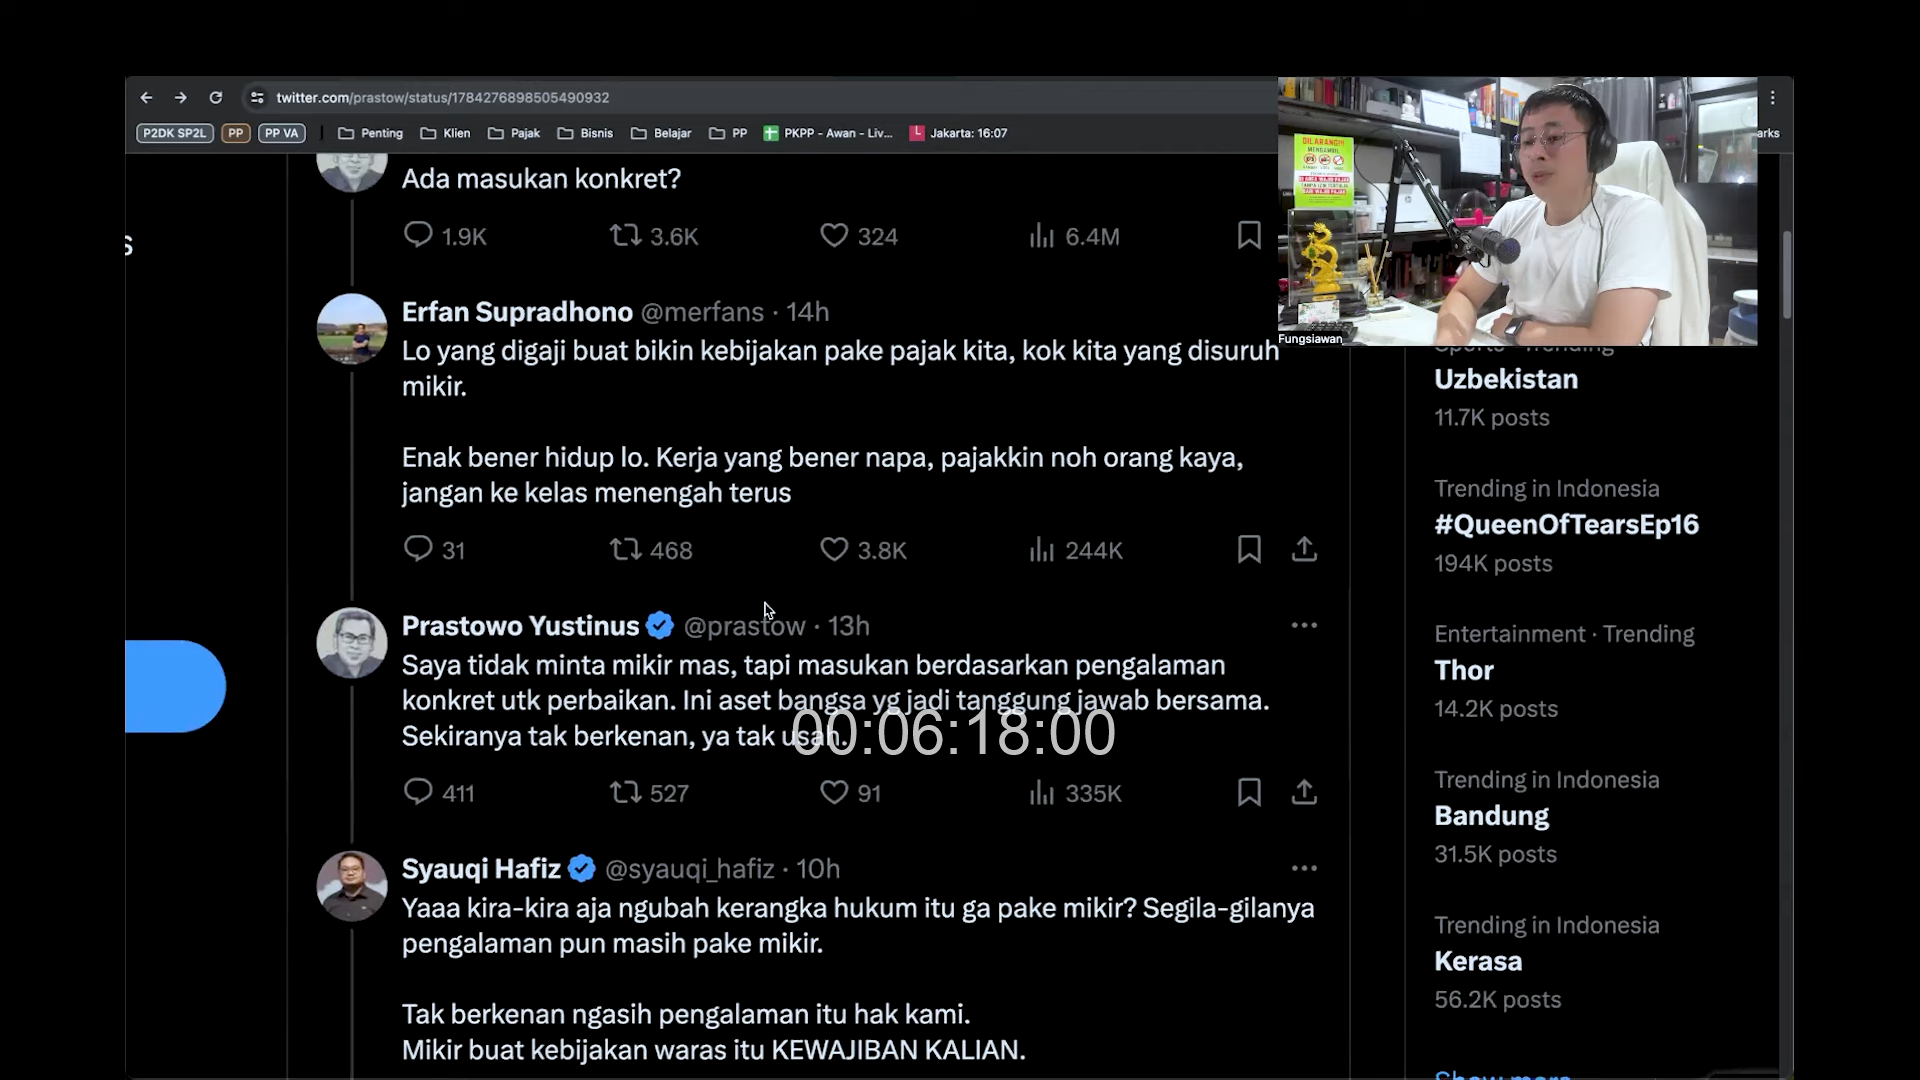 twitter.com/prastow/status/1784276898505490932
P2DK SP2L PP PP VA Penting Klien Pajak Bisnis Belajar PP PKPP - Awan - Liv... Jakarta: 16:07
arks
DILARANG!!!
MENGAMBIL
Fungsiawan
s
Ada masukan konkret?
1.9K 3.6K 324 6.4M
Erfan Supradhono @merfans · 14h
Lo yang digaji buat bikin kebijakan pake pajak kita, kok kita yang disuruh
mikir.
Enak bener hidup lo. Kerja yang bener napa, pajakkin noh orang kaya,
jangan ke kelas menengah terus
31 468 3.8K 244K
Prastowo Yustinus @prastow · 13h
Saya tidak minta mikir mas, tapi masukan berdasarkan pengalaman
konkret utk perbaikan. Ini aset bangsa yg jadi tanggung jawab bersama.
Sekiranya tak berkenan, ya tak usah.
00:06:18:00
411 527 91 335K
Syauqi Hafiz @syauqi_hafiz · 10h
Yaaa kira-kira aja ngubah kerangka hukum itu ga pake mikir? Segila-gilanya
pengalaman pun masih pake mikir.
Tak berkenan ngasih pengalaman itu hak kami.
Mikir buat kebijakan waras itu KEWAJIBAN KALIAN.
Sports · Trending
Uzbekistan
11.7K posts
Trending in Indonesia
#QueenOfTearsEp16
194K posts
Entertainment · Trending
Thor
14.2K posts
Trending in Indonesia
Bandung
31.5K posts
Trending in Indonesia
Kerasa
56.2K posts
Show more